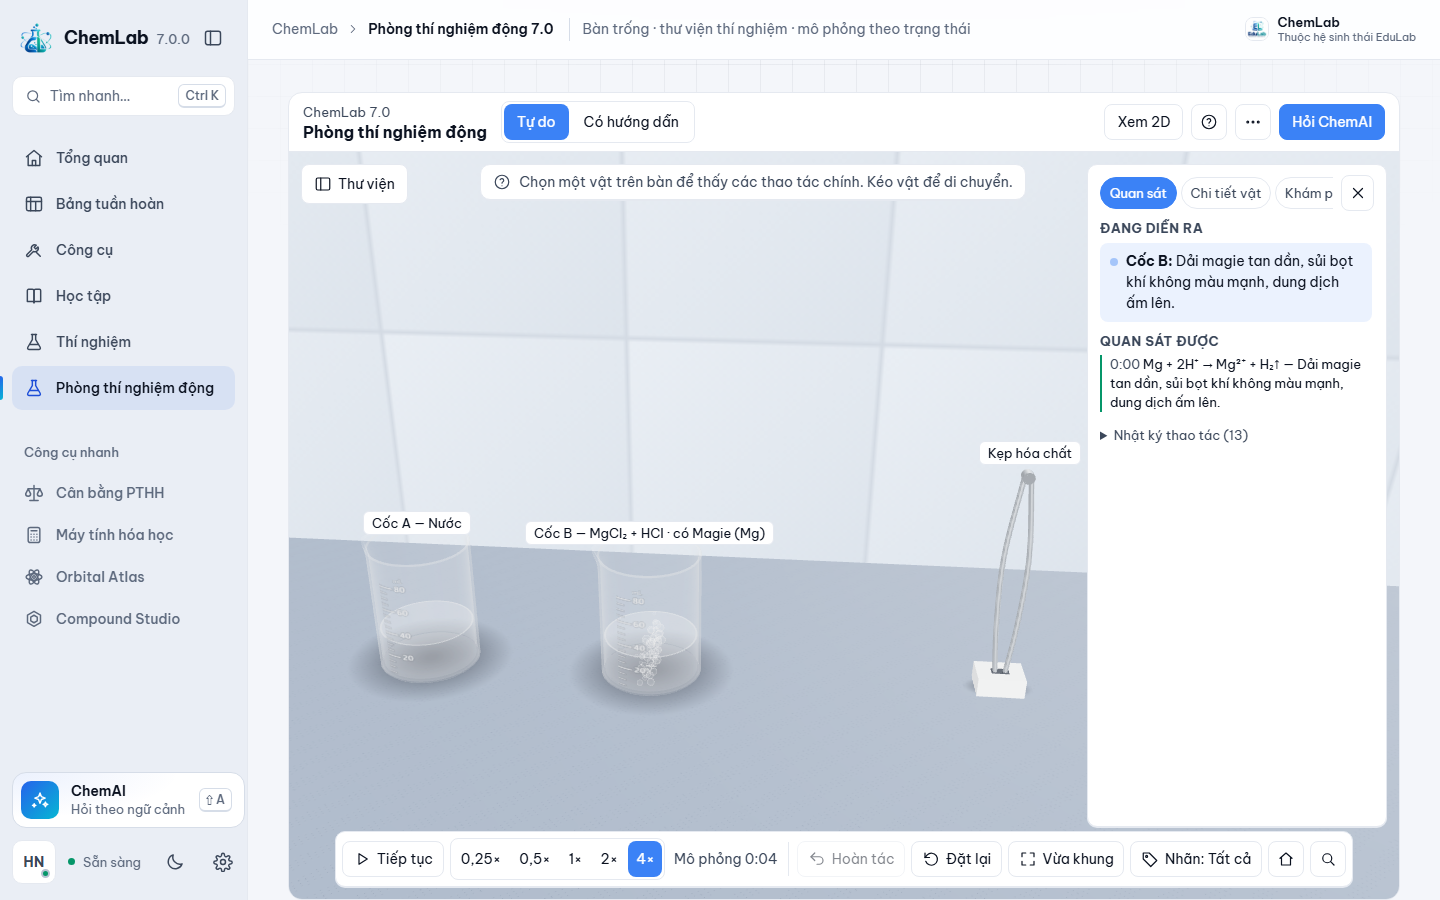 ChemLab 7.0.0
Tìm nhanh... Ctrl K
Tổng quan
Bảng tuần hoàn
Công cụ
Học tập
Thí nghiệm
Phòng thí nghiệm động
Công cụ nhanh
Cân bằng PTHH
Máy tính hóa học
Orbital Atlas
Compound Studio
ChemAI
Hỏi theo ngữ cảnh
⇧ A
HN
Sẵn sàng
ChemLab › Phòng thí nghiệm động 7.0
Bàn trống · thư viện thí nghiệm · mô phỏng theo trạng thái
ChemLab
Thuộc hệ sinh thái EduLab
ChemLab 7.0
Phòng thí nghiệm động
Tự do
Có hướng dẫn
Xem 2D
Hỏi ChemAI
Thư viện
Chọn một vật trên bàn để thấy các thao tác chính. Kéo vật để di chuyển.
Quan sát
Chi tiết vật
Khám p
ĐANG DIỄN RA
Cốc B: Dải magie tan dần, sủi bọt
khí không màu mạnh, dung dịch
ấm lên.
QUAN SÁT ĐƯỢC
0:00 Mg + 2H⁺ → Mg²⁺ + H₂↑ — Dải magie
tan dần, sủi bọt khí không màu mạnh,
dung dịch ấm lên.
Nhật ký thao tác (13)
Kẹp hóa chất
Cốc A — Nước
Cốc B — MgCl₂ + HCl · có Magie (Mg)
40
20
Tiếp tục
0,25×
0,5×
1×
2×
4×
Mô phỏng 0:04
Hoàn tác
Đặt lại
Vừa khung
Nhãn: Tất cả